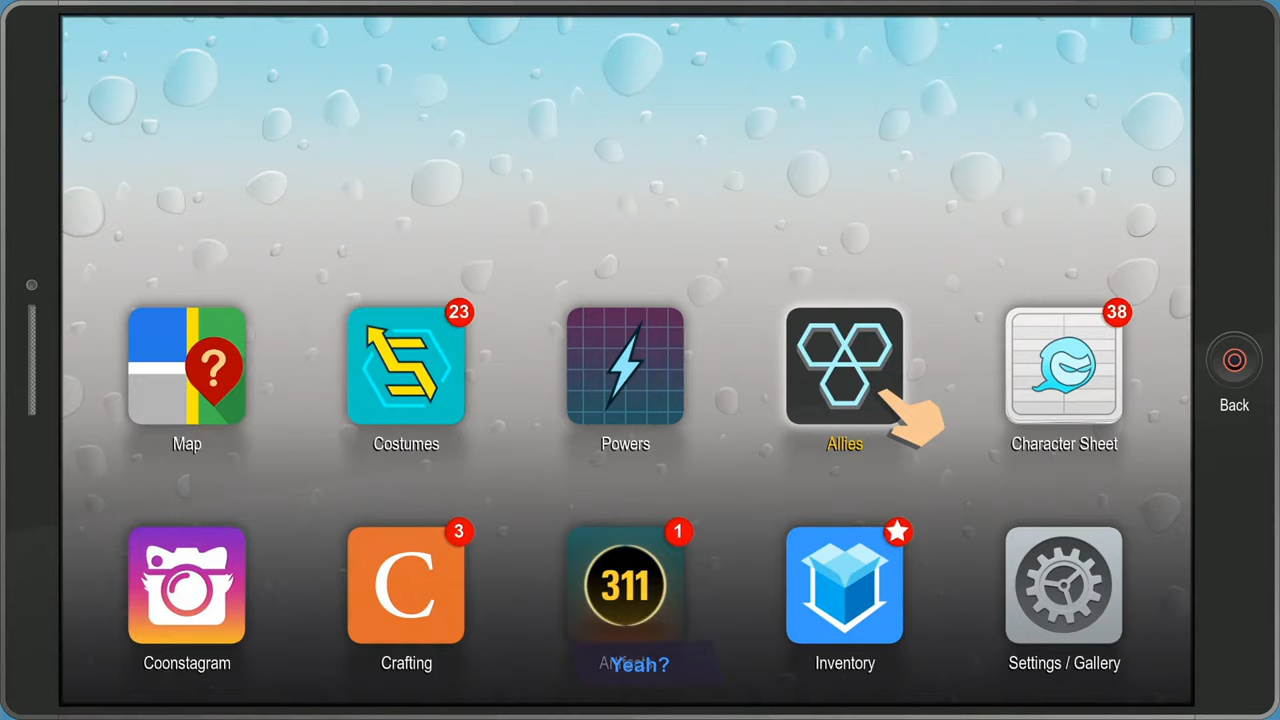 23
38
?
Map
Costumes
Powers
Allies
Character Sheet
Back
3
1
C
311
Coonstagram
Crafting
Yeah?
Inventory
Settings / Gallery